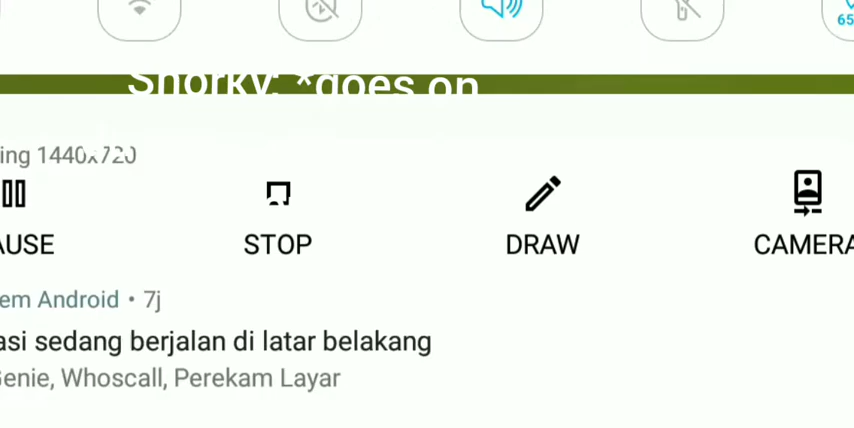 65
Snorky: *goes on
ing 1440x720
AUSE STOP DRAW CAMERA
em Android • 7j
asi sedang berjalan di latar belakang
Genie, Whoscall, Perekam Layar